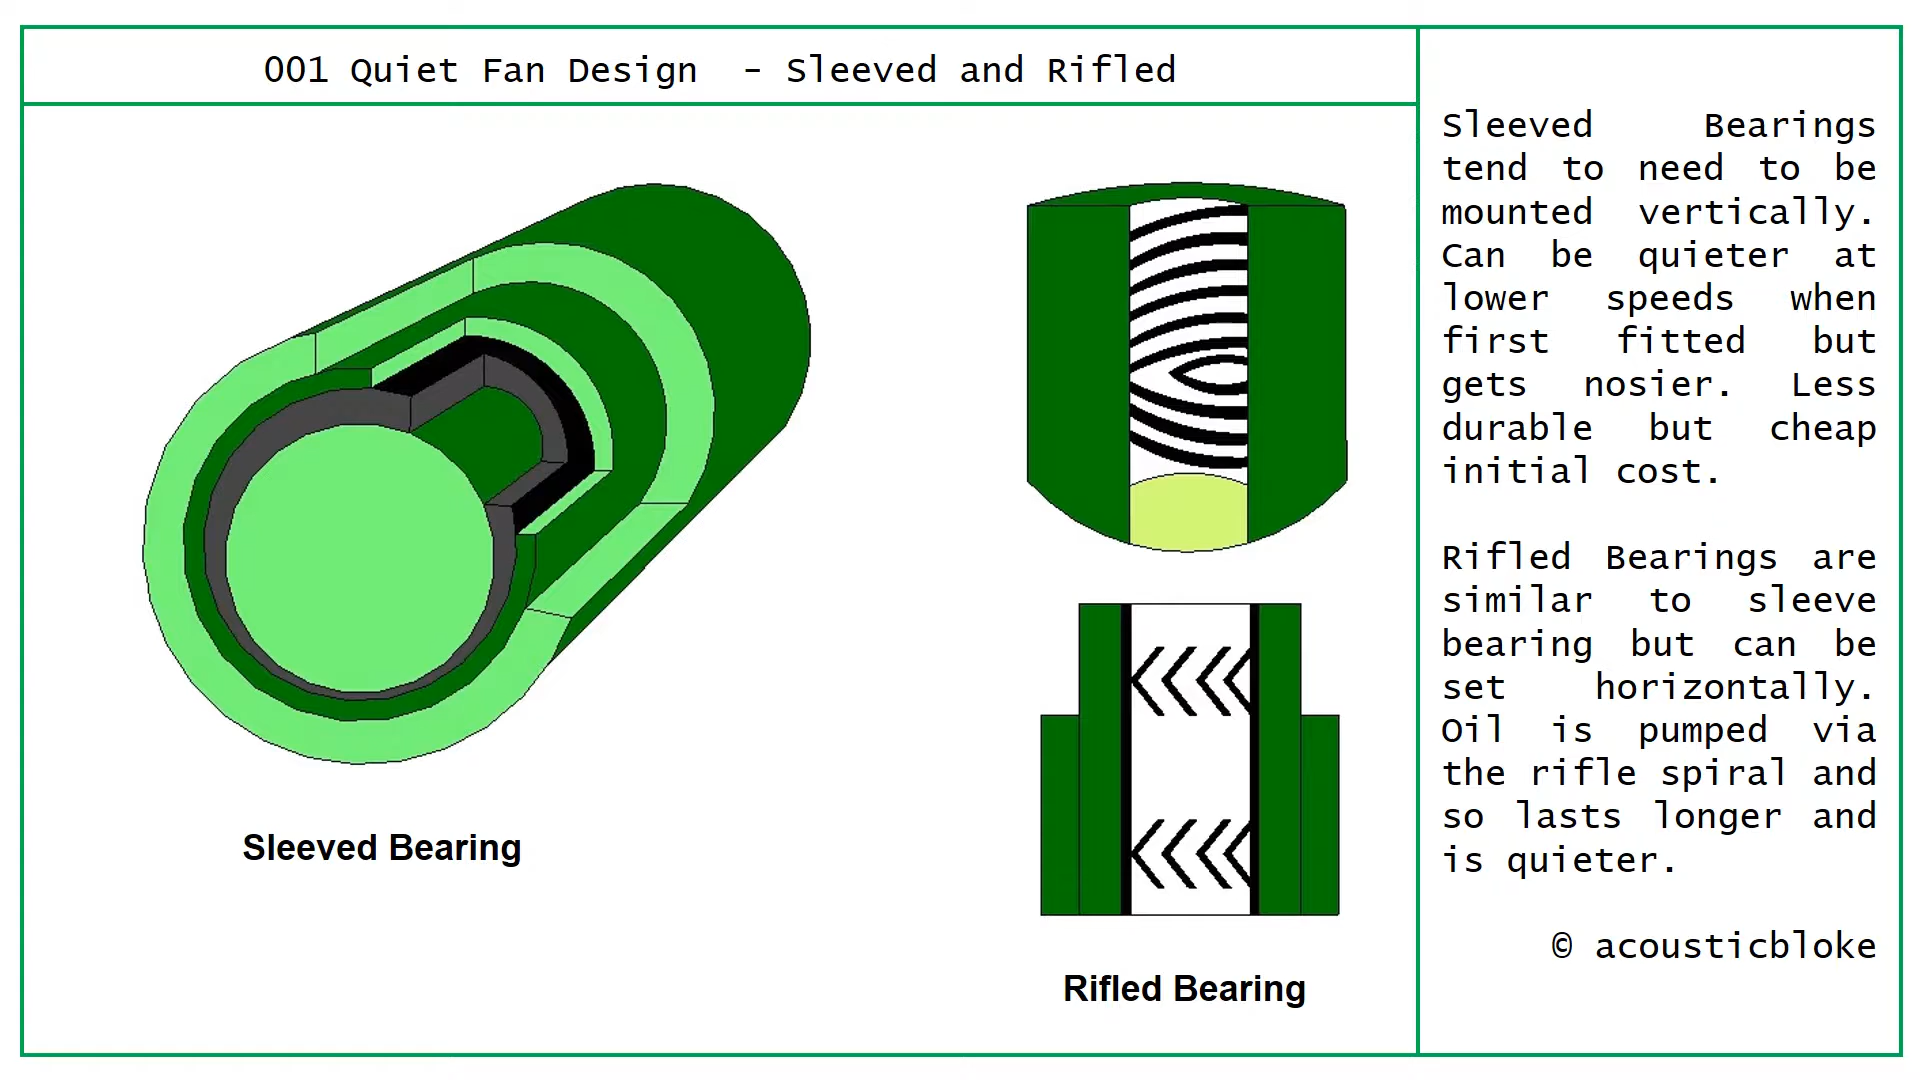 001 Quiet Fan Design - Sleeved and Rifled
Sleeved Bearings
tend to need to be
mounted vertically.
Can be quieter at
lower speeds when
first fitted but
gets nosier. Less
durable but cheap
initial cost.
Rifled Bearings are
similar to sleeve
bearing but can be
set horizontally.
Oil is pumped via
the rifle spiral and
so lasts longer and
is quieter.
© acousticbloke
Sleeved Bearing
Rifled Bearing